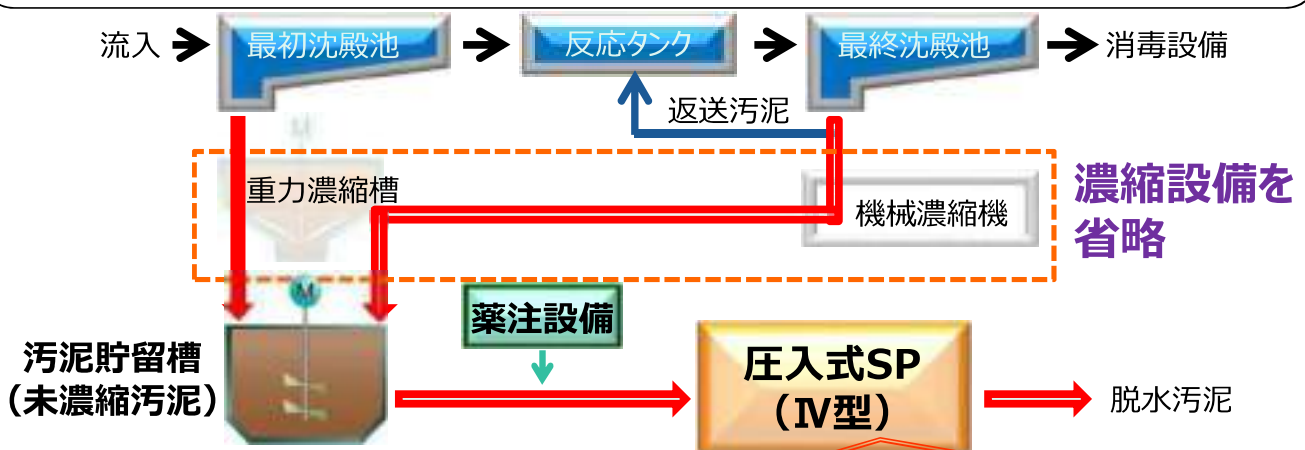 流入
最初沈殿池
反応タンク
最終沈殿池
消毒設備
返送汚泥
M
重力濃縮槽
機械濃縮機
濃縮設備を
省略
M
薬注設備
汚泥貯留槽
（未濃縮汚泥）
圧入式SP
（Ⅳ型）
脱水汚泥